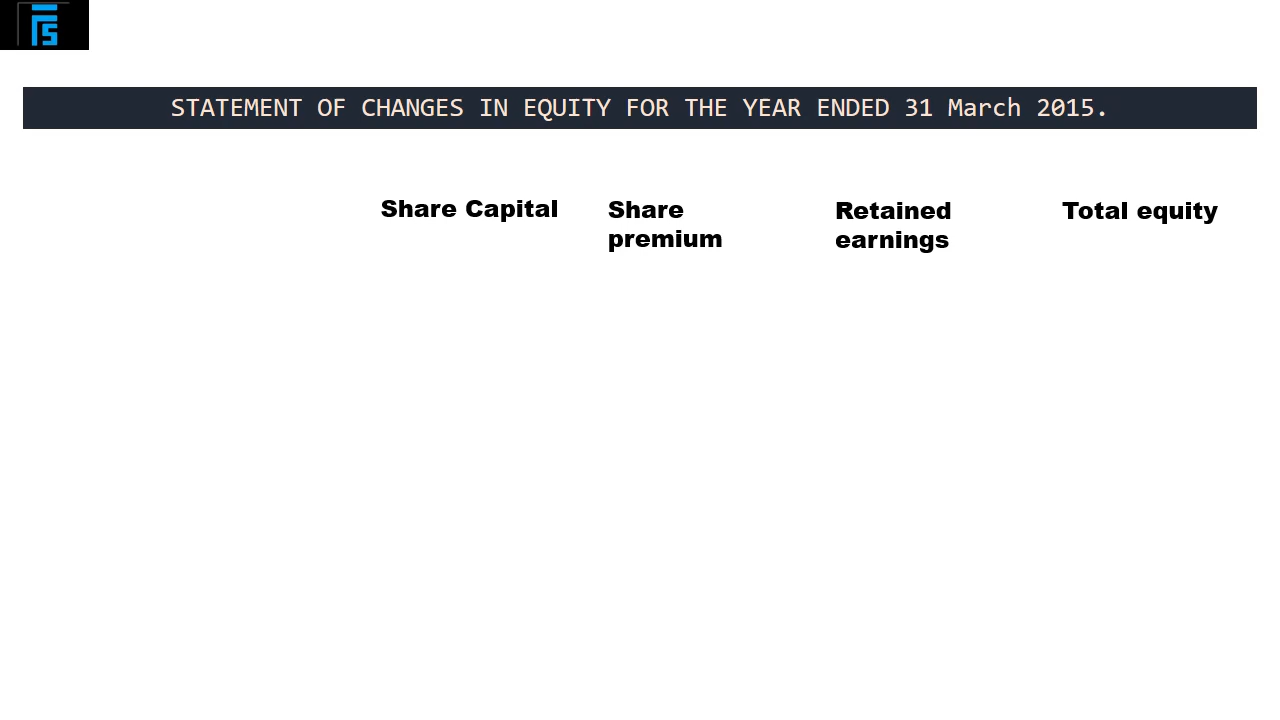 STATEMENT OF CHANGES IN EQUITY FOR THE YEAR ENDED 31 March 2015.
Share Capital
Share
premium
Retained
earnings
Total equity